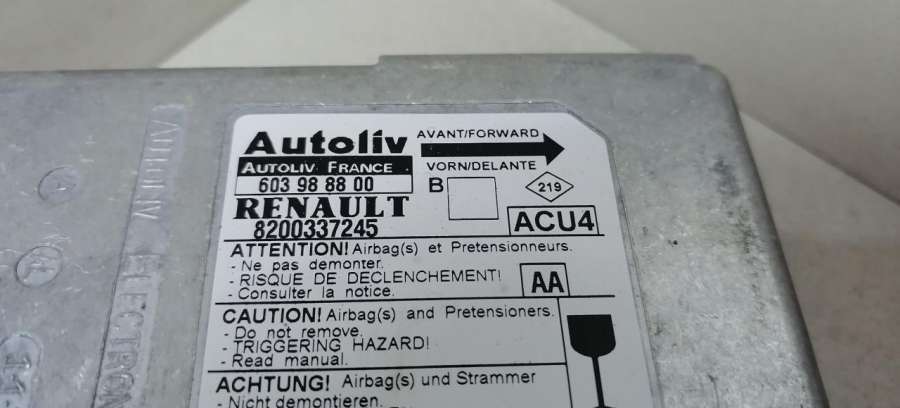 Autoliv
AUTOLIV FRANCE
603 98 88 00
RENAULT
8200337245
AVANT/FORWARD
VORN/DELANTE
B
219
ACU4
ATTENTION! Airbag(s) et Pretensionneurs.
- Ne pas demonter.
- RISQUE DE DECLENCHEMENT!
- Consulter la notice.
AA
CAUTION! Airbag(s) and Pretensioners.
- Do not remove.
- TRIGGERING HAZARD!
- Read manual.
ACHTUNG! Airbag(s) und Strammer
- Nicht demontieren.
AUTOLIV ELECTRON